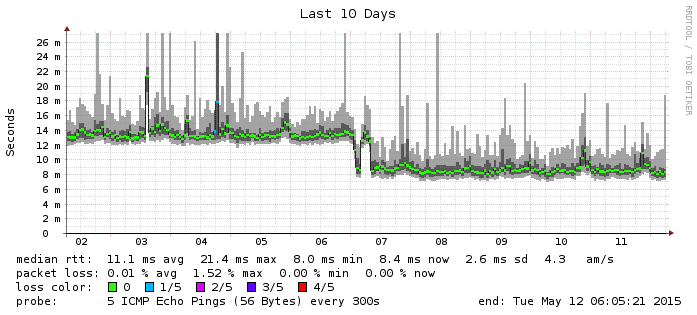 Last 10 Days
RRDTOOL / TOBI OETIKER
Seconds
26 m
24 m
22 m
20 m
18 m
16 m
14 m
12 m
10 m
8 m
6 m
4 m
2 m
0
02 03 04 05 06 07 08 09 10 11
median rtt: 11.1 ms avg 21.4 ms max 8.0 ms min 8.4 ms now 2.6 ms sd 4.3 am/s
packet loss: 0.01 % avg 1.52 % max 0.00 % min 0.00 % now
loss color: 0 1/5 2/5 3/5 4/5
probe: 5 ICMP Echo Pings (56 Bytes) every 300s end: Tue May 12 06:05:21 2015